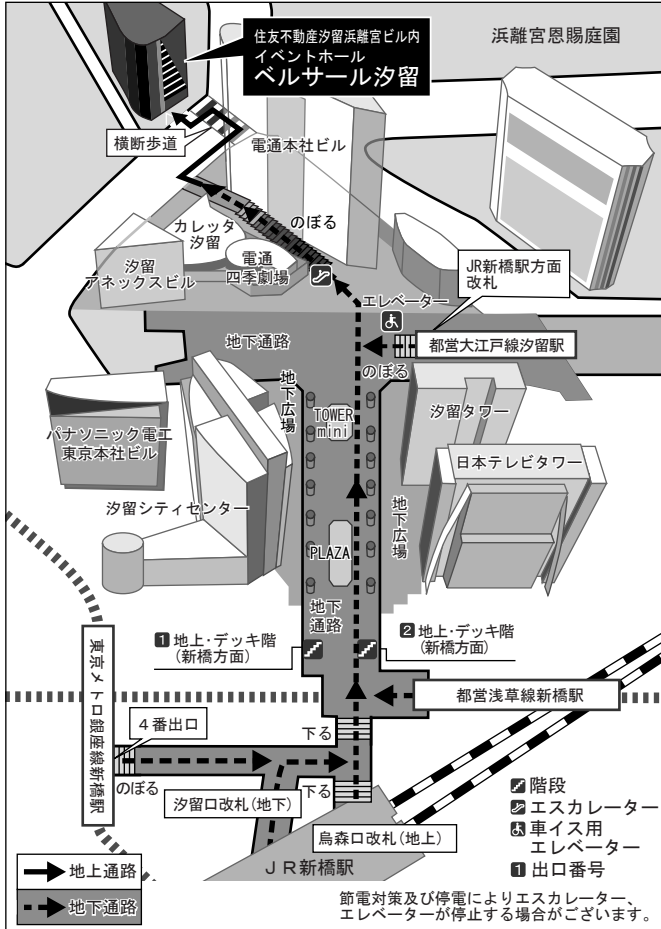 住友不動産汐留浜離宮ビル内
イベントホール
ベルサール汐留
浜離宮恩賜庭園
横断歩道
電通本社ビル
のぼる
カレッタ
汐留
電通
四季劇場
汐留
アネックスビル
JR新橋駅方面
改札
エレベーター
都営大江戸線汐留駅
のぼる
地下通路
地下広場
TOWER
mini
汐留タワー
パナソニック電工
東京本社ビル
日本テレビタワー
汐留シティセンター
地下広場
PLAZA
地下
通路
1 地上・デッキ階
(新橋方面)
2 地上・デッキ階
(新橋方面)
東京メトロ銀座線新橋駅
都営浅草線新橋駅
4番出口
下る
のぼる
汐留口改札(地下)
下る
烏森口改札(地上)
JR新橋駅
階段
エスカレーター
車イス用
エレベーター
1 出口番号
地上通路
地下通路
節電対策及び停電によりエスカレーター、
エレベーターが停止する場合がございます。